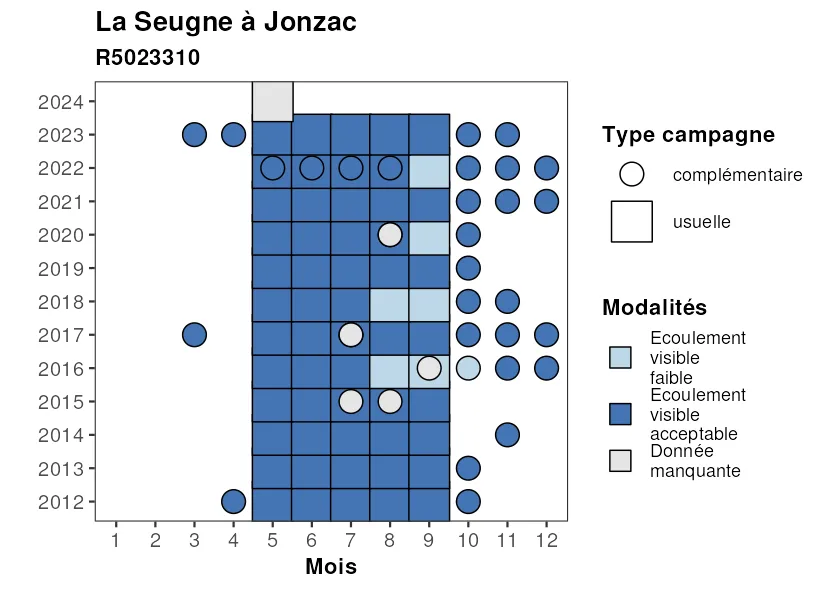 La Seugne à Jonzac
R5023310
2024
2023
2022
2021
2020
2019
2018
2017
2016
2015
2014
2013
2012
1 2 3 4 5 6 7 8 9 10 11 12
Mois
Type campagne
complémentaire
usuelle
Modalités
Ecoulement
visible
faible
Ecoulement
visible
acceptable
Donnée
manquante